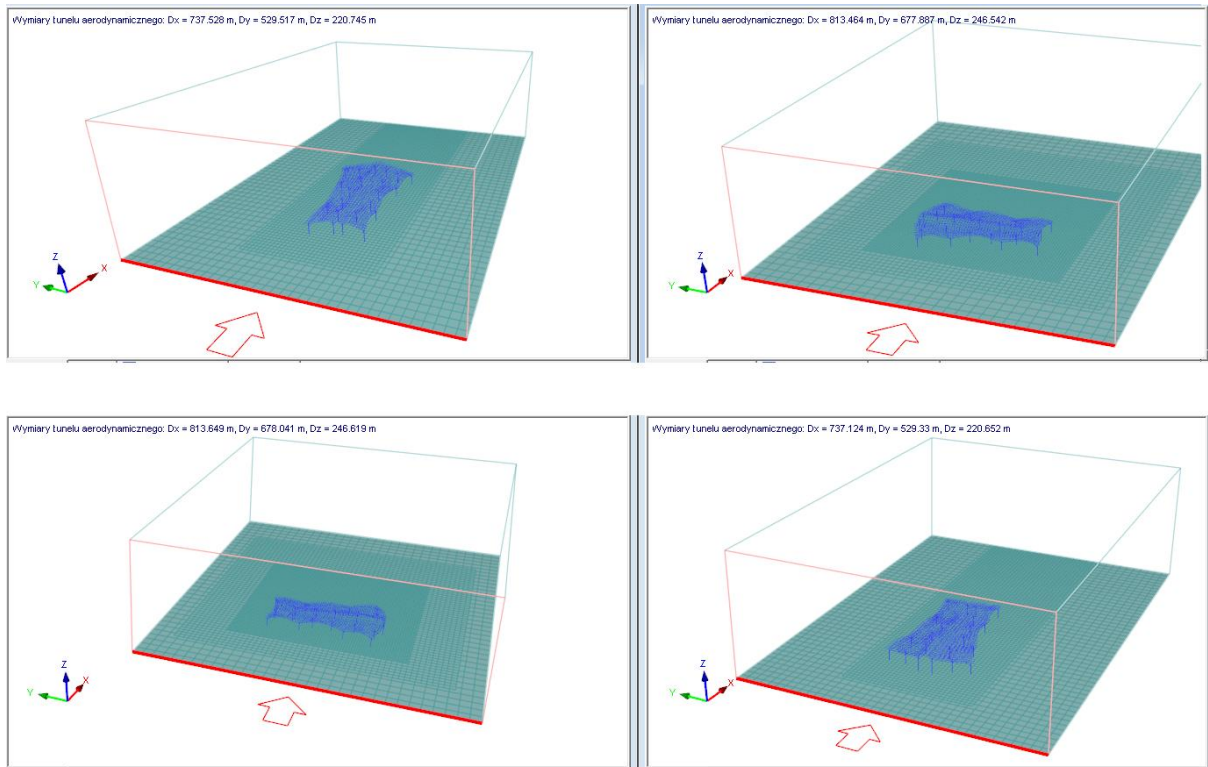 Wymiary tunelu aerodynamicznego: Dx = 737.528 m, Dy = 529.517 m, Dz = 220.745 m
Z
Y
X
Wymiary tunelu aerodynamicznego: Dx = 813.464 m, Dy = 677.887 m, Dz = 246.542 m
Z
Y
X
Wymiary tunelu aerodynamicznego: Dx = 813.649 m, Dy = 678.041 m, Dz = 246.619 m
Z
Y
X
Wymiary tunelu aerodynamicznego: Dx = 737.124 m, Dy = 529.33 m, Dz = 220.652 m
Z
Y
X